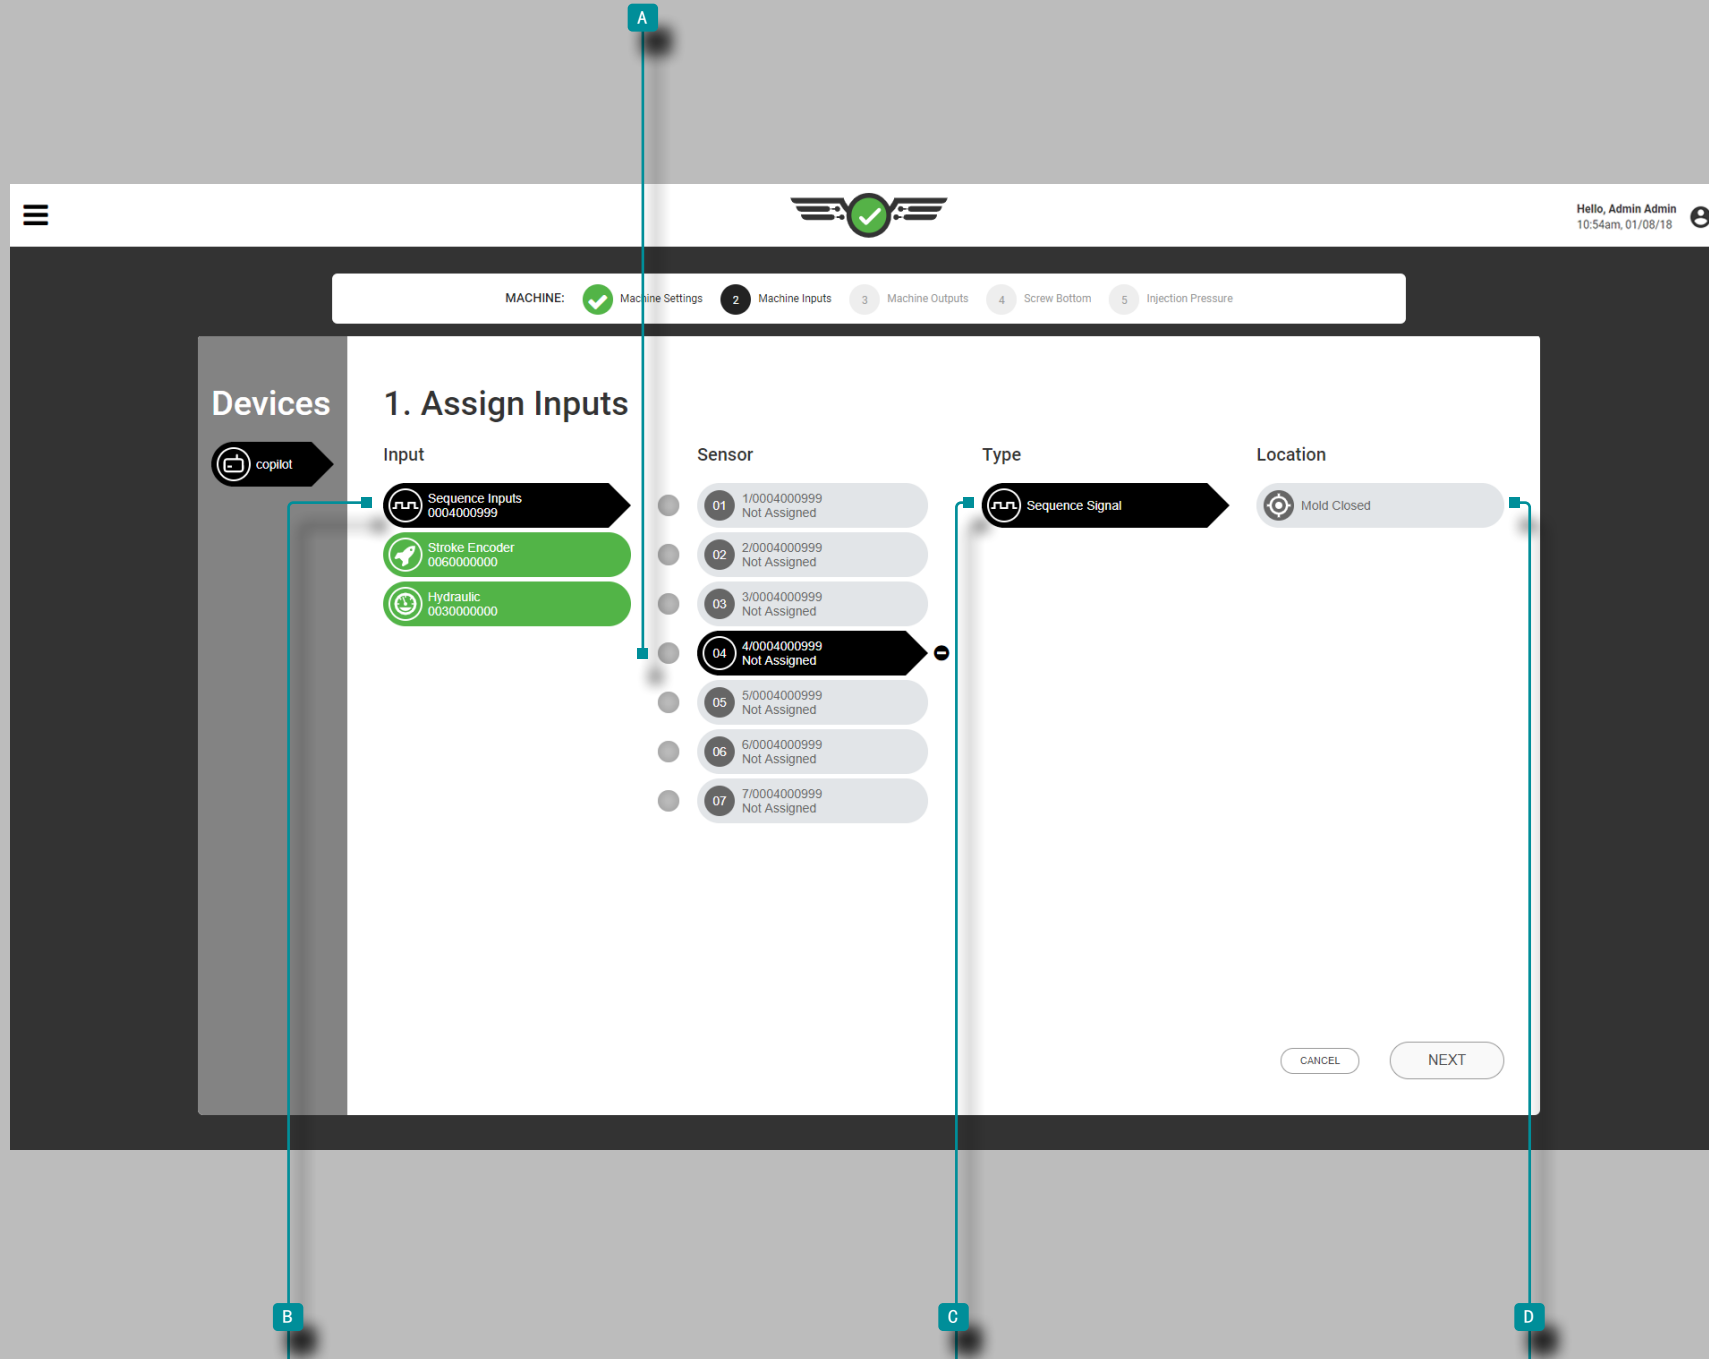 A
Hello, Admin Admin
10:54am, 01/08/18
MACHINE: Machine Settings 2 Machine Inputs 3 Machine Outputs 4 Screw Bottom 5 Injection Pressure
Devices
copilot
1. Assign Inputs
Input
Sequence Inputs
0004000999
Stroke Encoder
0060000000
Hydraulic
0030000000
Sensor
01 1/0004000999
Not Assigned
02 2/0004000999
Not Assigned
03 3/0004000999
Not Assigned
04 4/0004000999
Not Assigned
05 5/0004000999
Not Assigned
06 6/0004000999
Not Assigned
07 7/0004000999
Not Assigned
Type
Sequence Signal
Location
Mold Closed
CANCEL
NEXT
B
C
D